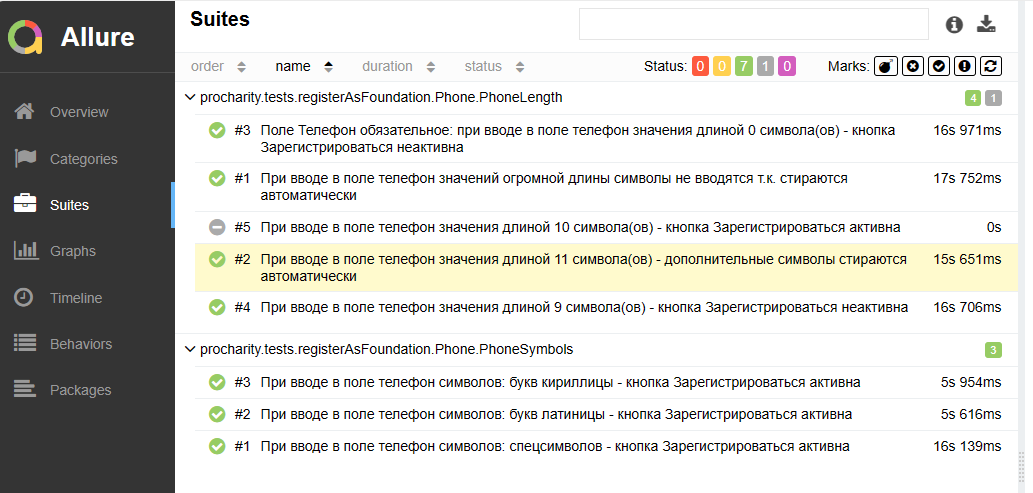 Allure
Overview
Categories
Suites
Graphs
Timeline
Behaviors
Packages
Suites
order name duration status Status: 0 0 7 1 0 Marks:
procharity.tests.registerAsFoundation.Phone.PhoneLength 4 1
#3 Поле Телефон обязательное: при вводе в поле телефон значения длиной 0 символа(ов) - кнопка 16s 971ms
Зарегистрироваться неактивна
#1 При вводе в поле телефон значений огромной длины символы не вводятся т.к. стираются 17s 752ms
автоматически
#5 При вводе в поле телефон значения длиной 10 символа(ов) - кнопка Зарегистрироваться активна 0s
#2 При вводе в поле телефон значения длиной 11 символа(ов) - дополнительные символы стираются 15s 651ms
автоматически
#4 При вводе в поле телефон значения длиной 9 символа(ов) - кнопка Зарегистрироваться неактивна 16s 706ms
procharity.tests.registerAsFoundation.Phone.PhoneSymbols 3
#3 При вводе в поле телефон символов: букв кириллицы - кнопка Зарегистрироваться активна 5s 954ms
#2 При вводе в поле телефон символов: букв латиницы - кнопка Зарегистрироваться активна 5s 616ms
#1 При вводе в поле телефон символов: спецсимволов - кнопка Зарегистрироваться активна 16s 139ms